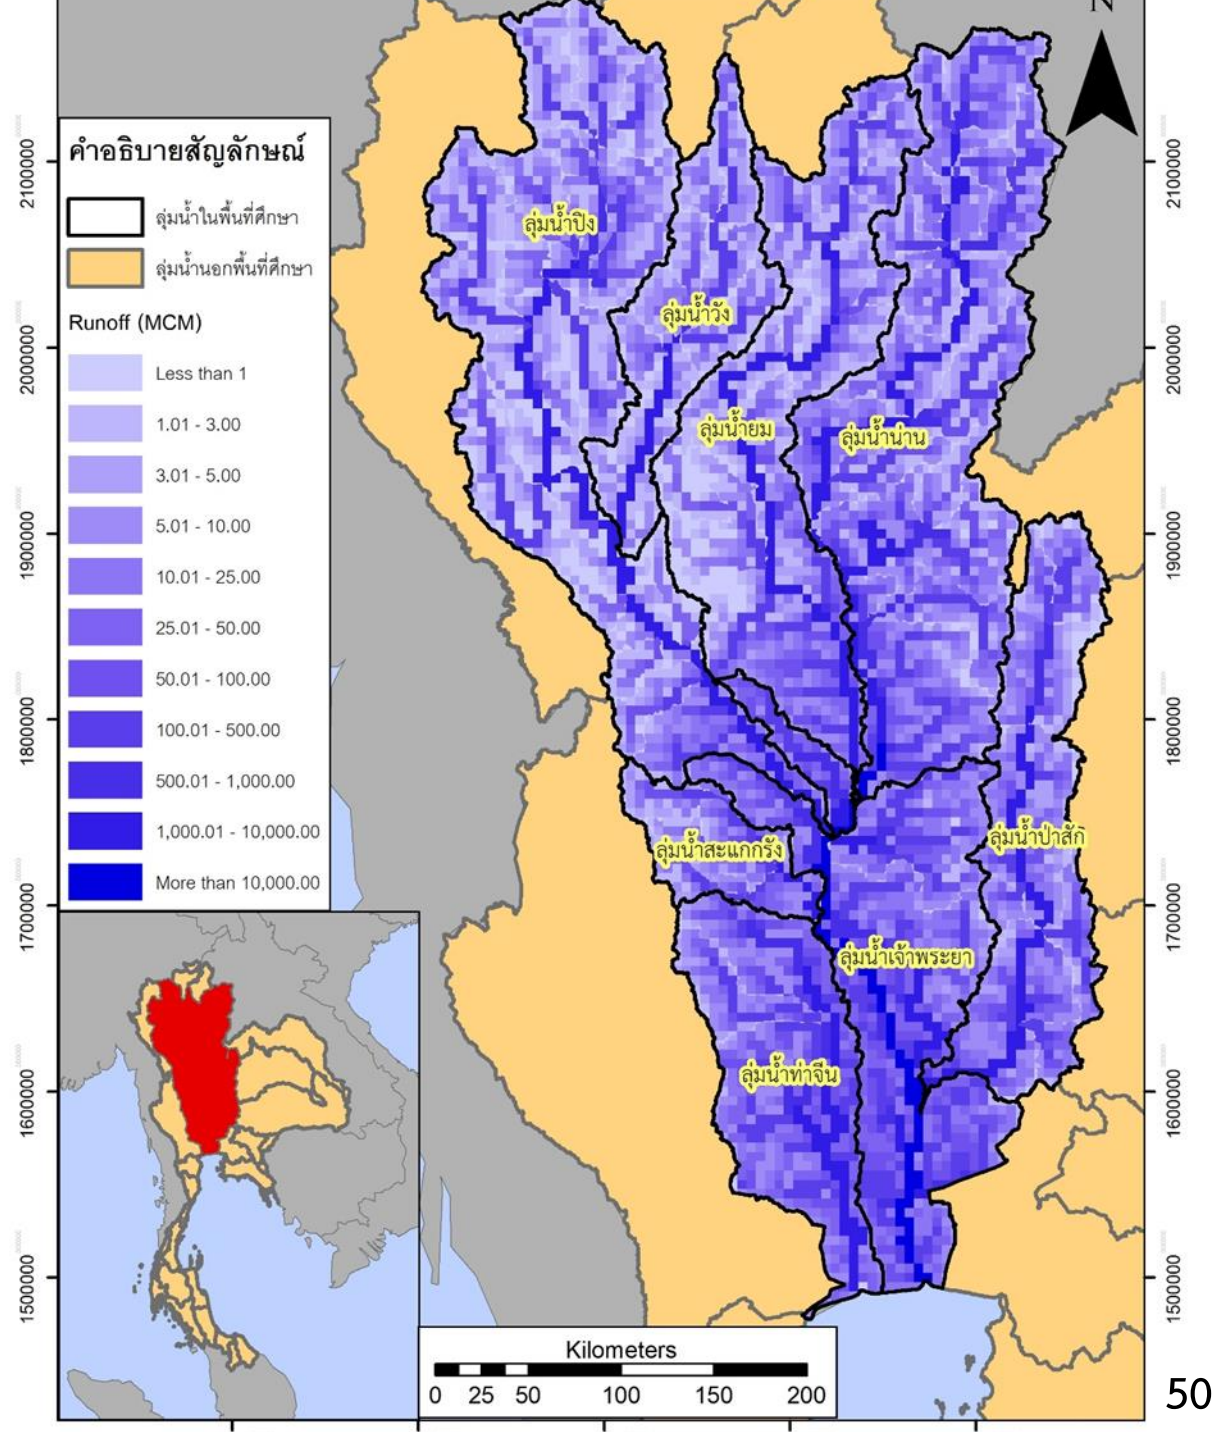 N
คำอธิบายสัญลักษณ์
ลุ่มน้ำในพื้นที่ศึกษา
ลุ่มน้ำนอกพื้นที่ศึกษา
Runoff (MCM)
Less than 1
1.01 - 3.00
3.01 - 5.00
5.01 - 10.00
10.01 - 25.00
25.01 - 50.00
50.01 - 100.00
100.01 - 500.00
500.01 - 1,000.00
1,000.01 - 10,000.00
More than 10,000.00
ลุ่มน้ำปิง
ลุ่มน้ำวัง
ลุ่มน้ำยม
ลุ่มน้ำน่าน
ลุ่มน้ำป่าสัก
ลุ่มน้ำสะแกกรัง
ลุ่มน้ำเจ้าพระยา
ลุ่มน้ำท่าจีน
2100000
2000000
1900000
1800000
1700000
1600000
1500000
2100000
2000000
1900000
1800000
1700000
1600000
1500000
Kilometers
0 25 50 100 150 200
50